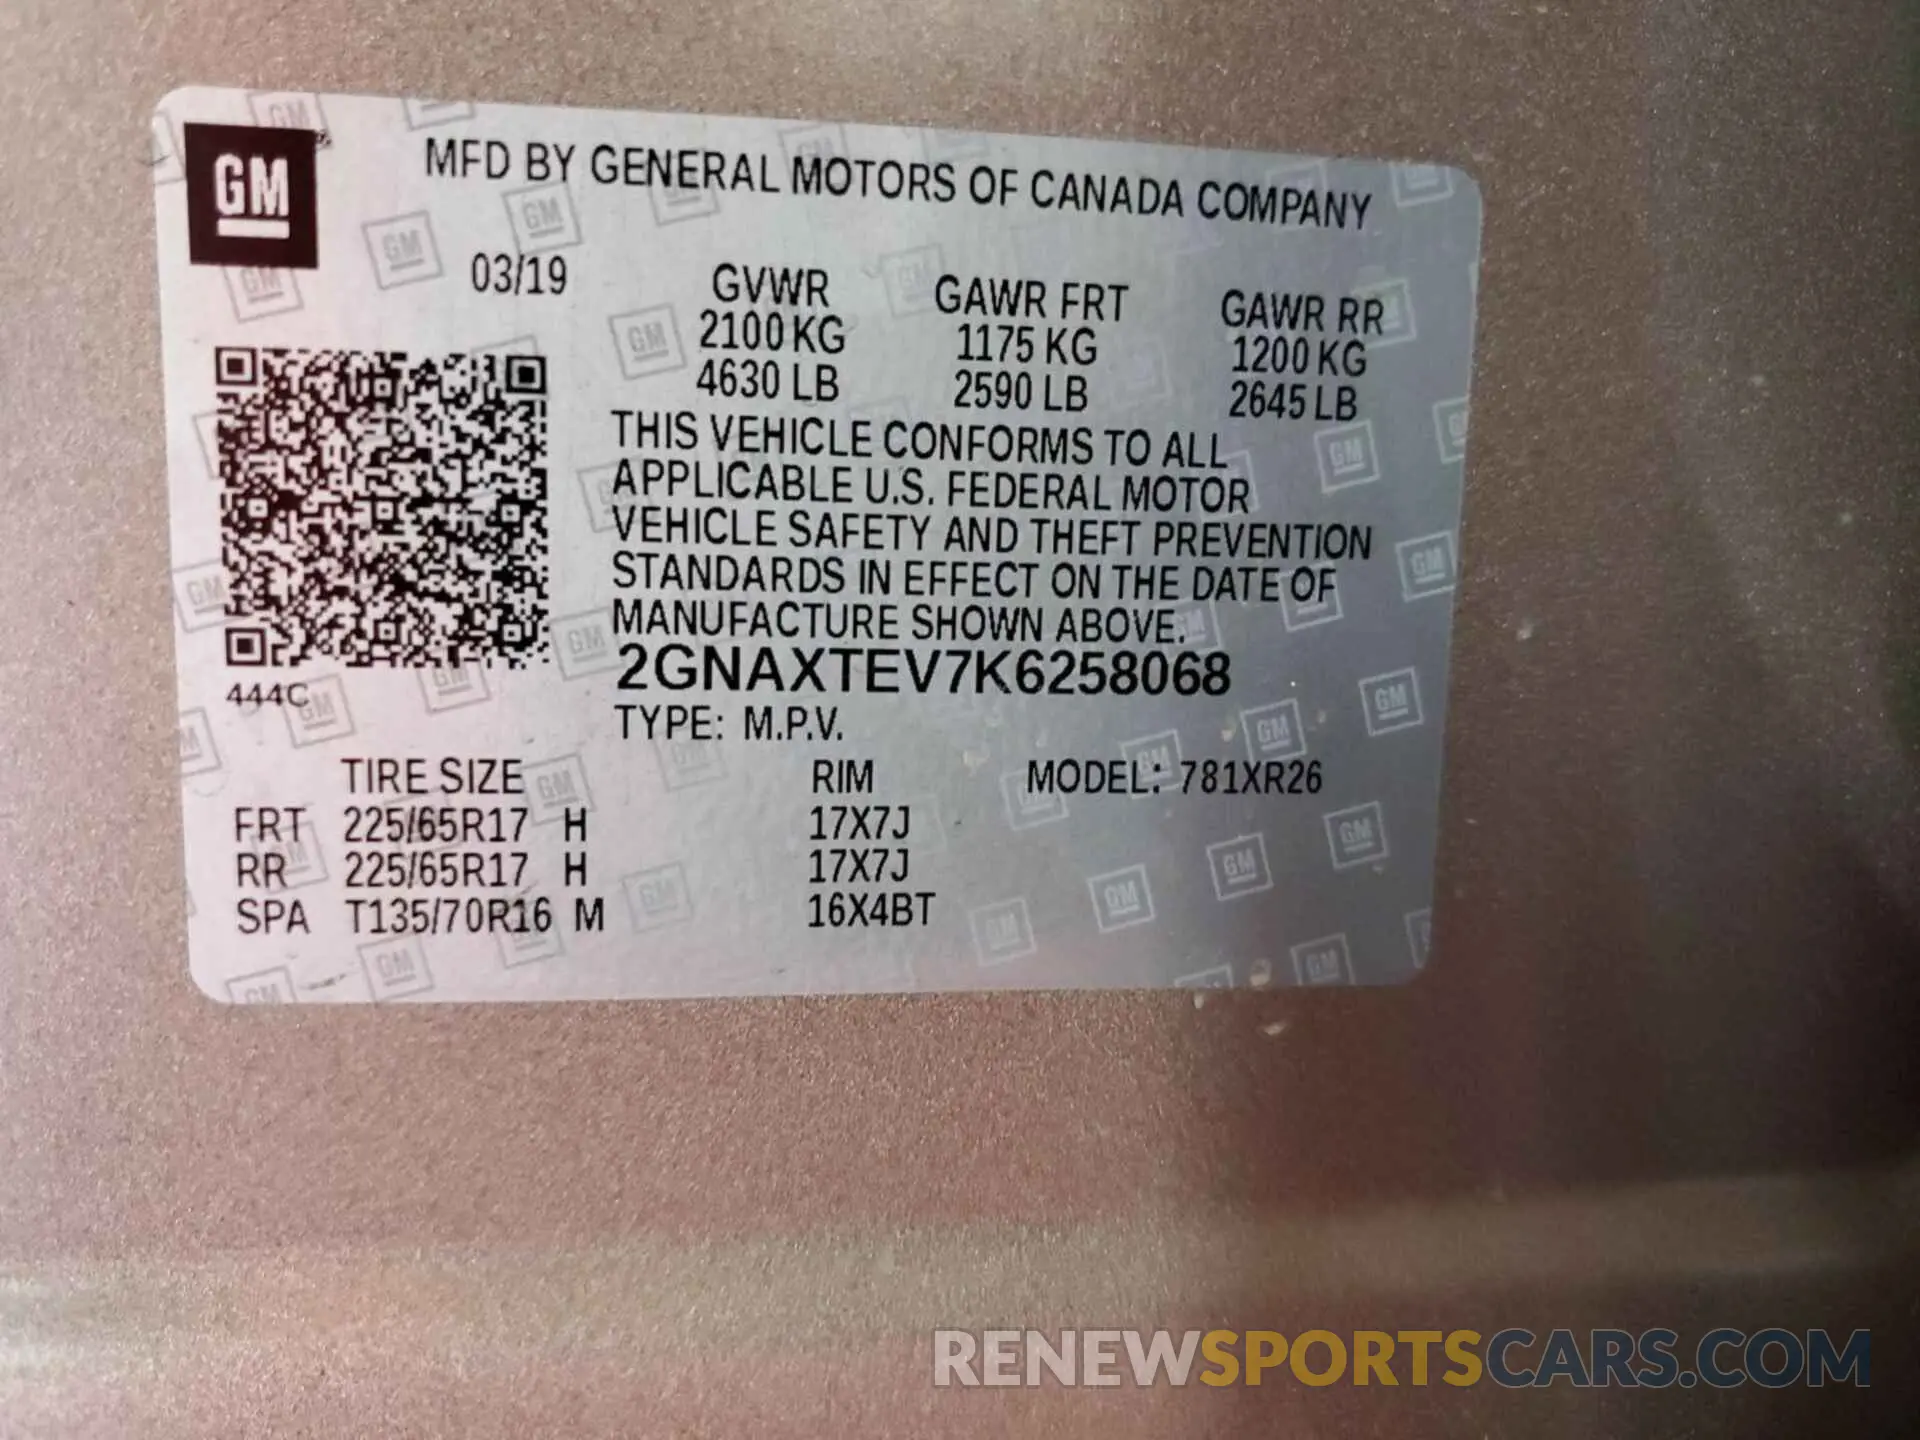 GM
MFD BY GENERAL MOTORS OF CANADA COMPANY
03/19
GVWR GAWR FRT GAWR RR
2100 KG 1175 KG 1200 KG
4630 LB 2590 LB 2645 LB
THIS VEHICLE CONFORMS TO ALL
APPLICABLE U.S. FEDERAL MOTOR
VEHICLE SAFETY AND THEFT PREVENTION
STANDARDS IN EFFECT ON THE DATE OF
MANUFACTURE SHOWN ABOVE.
2GNAXTEV7K6258068
444C
TYPE: M.P.V.
TIRE SIZE RIM MODEL: 781XR26
FRT 225/65R17 H 17X7J
RR 225/65R17 H 17X7J
SPA T135/70R16 M 16X4BT
RENEWSPORTSCARS.COM